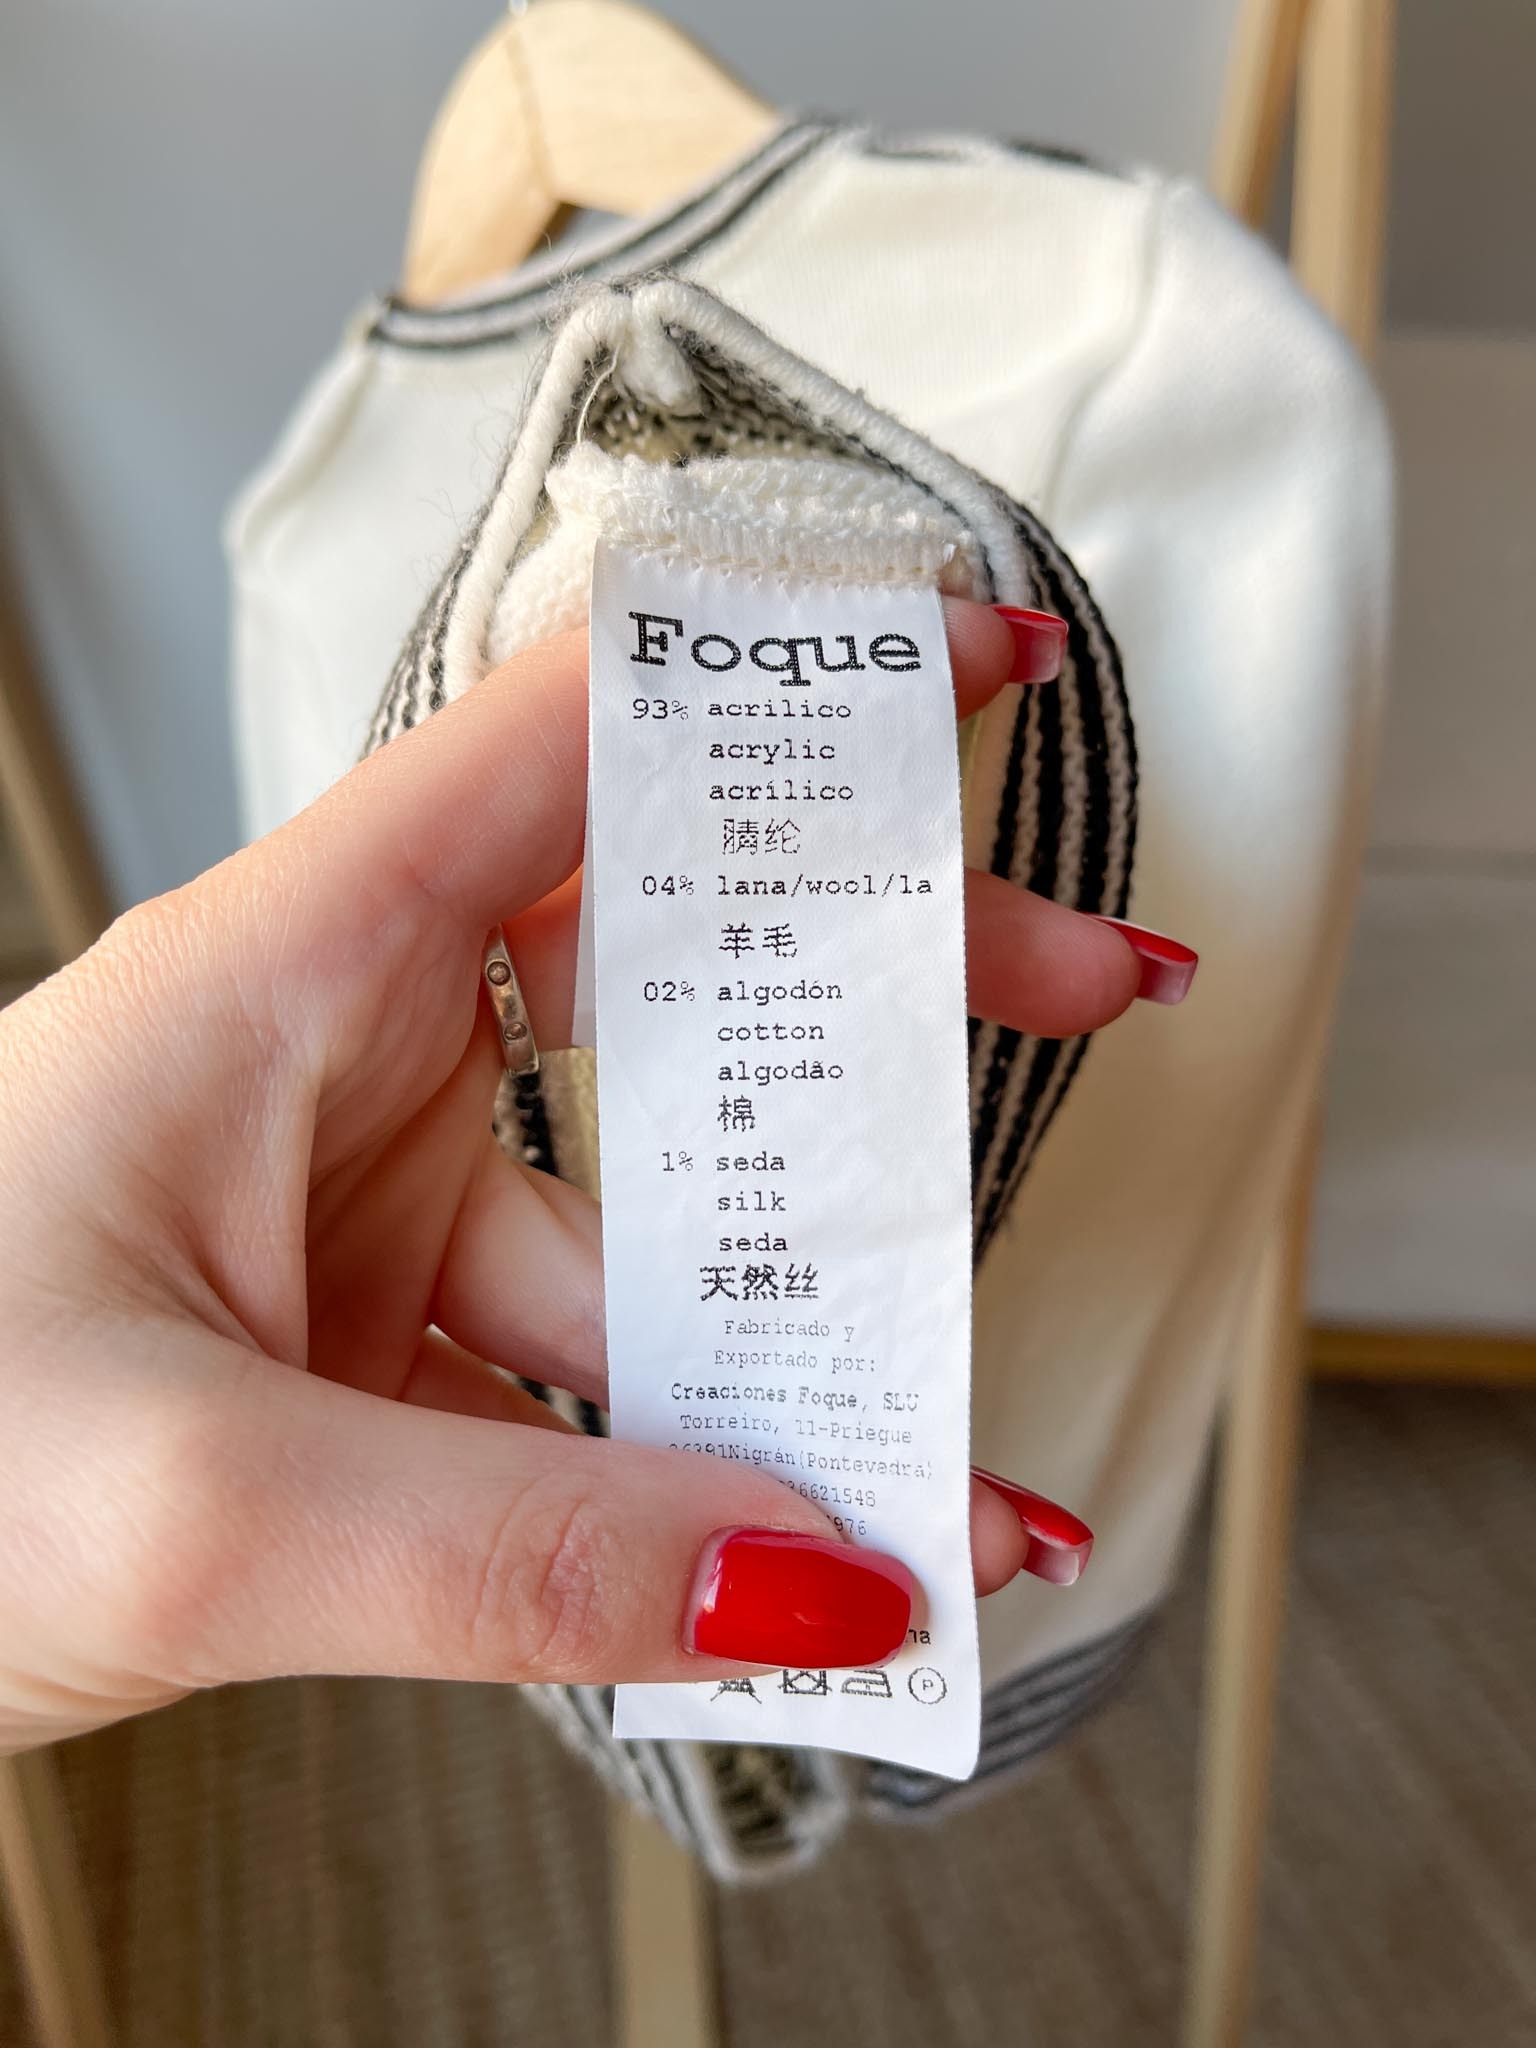 Foque
93% acrilico
acrylic
acrílico
腈纶
04% lana/wool/la
羊毛
02% algodón
cotton
algodão
棉
1% seda
silk
seda
天然丝
Fabricado y
Exportado por:
Creaciones Foque, SLU
Torreiro, 11-Priegue
Nigrán(Pontevedra)
P